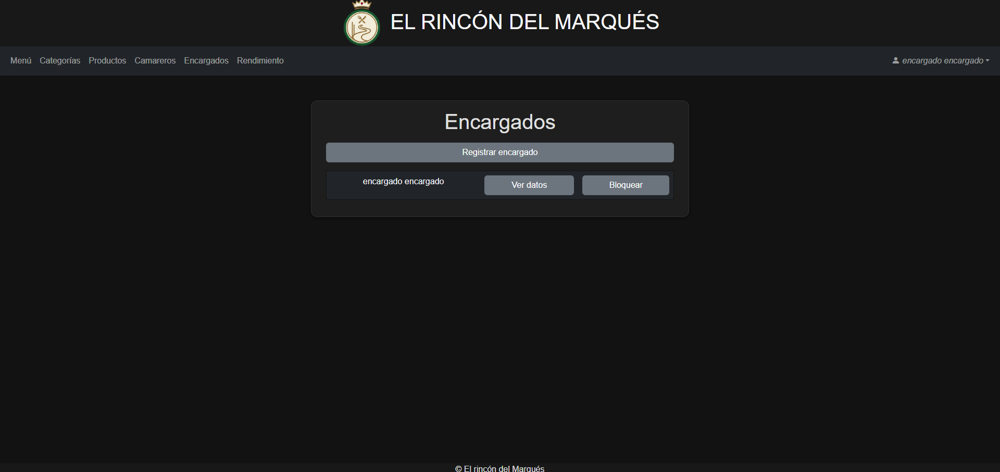 EL RINCÓN DEL MARQUÉS
Menú Categorías Productos Camareros Encargados Rendimiento encargado encargado
Encargados
Registrar encargado
encargado encargado Ver datos Bloquear
© El rincón del Marqués